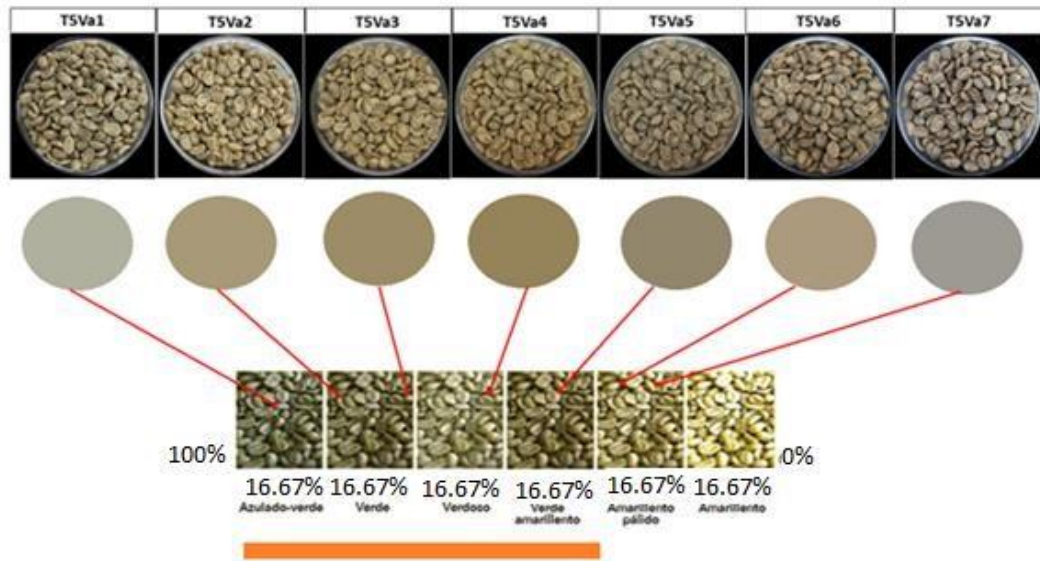 T5Va1 T5Va2 T5Va3 T5Va4 T5Va5 T5Va6 T5Va7
100% 0%
16.67% 16.67% 16.67% 16.67% 16.67% 16.67%
Azulado-verde Verde Verdoso Verde Amarillento Amarillento
amarillento pálido